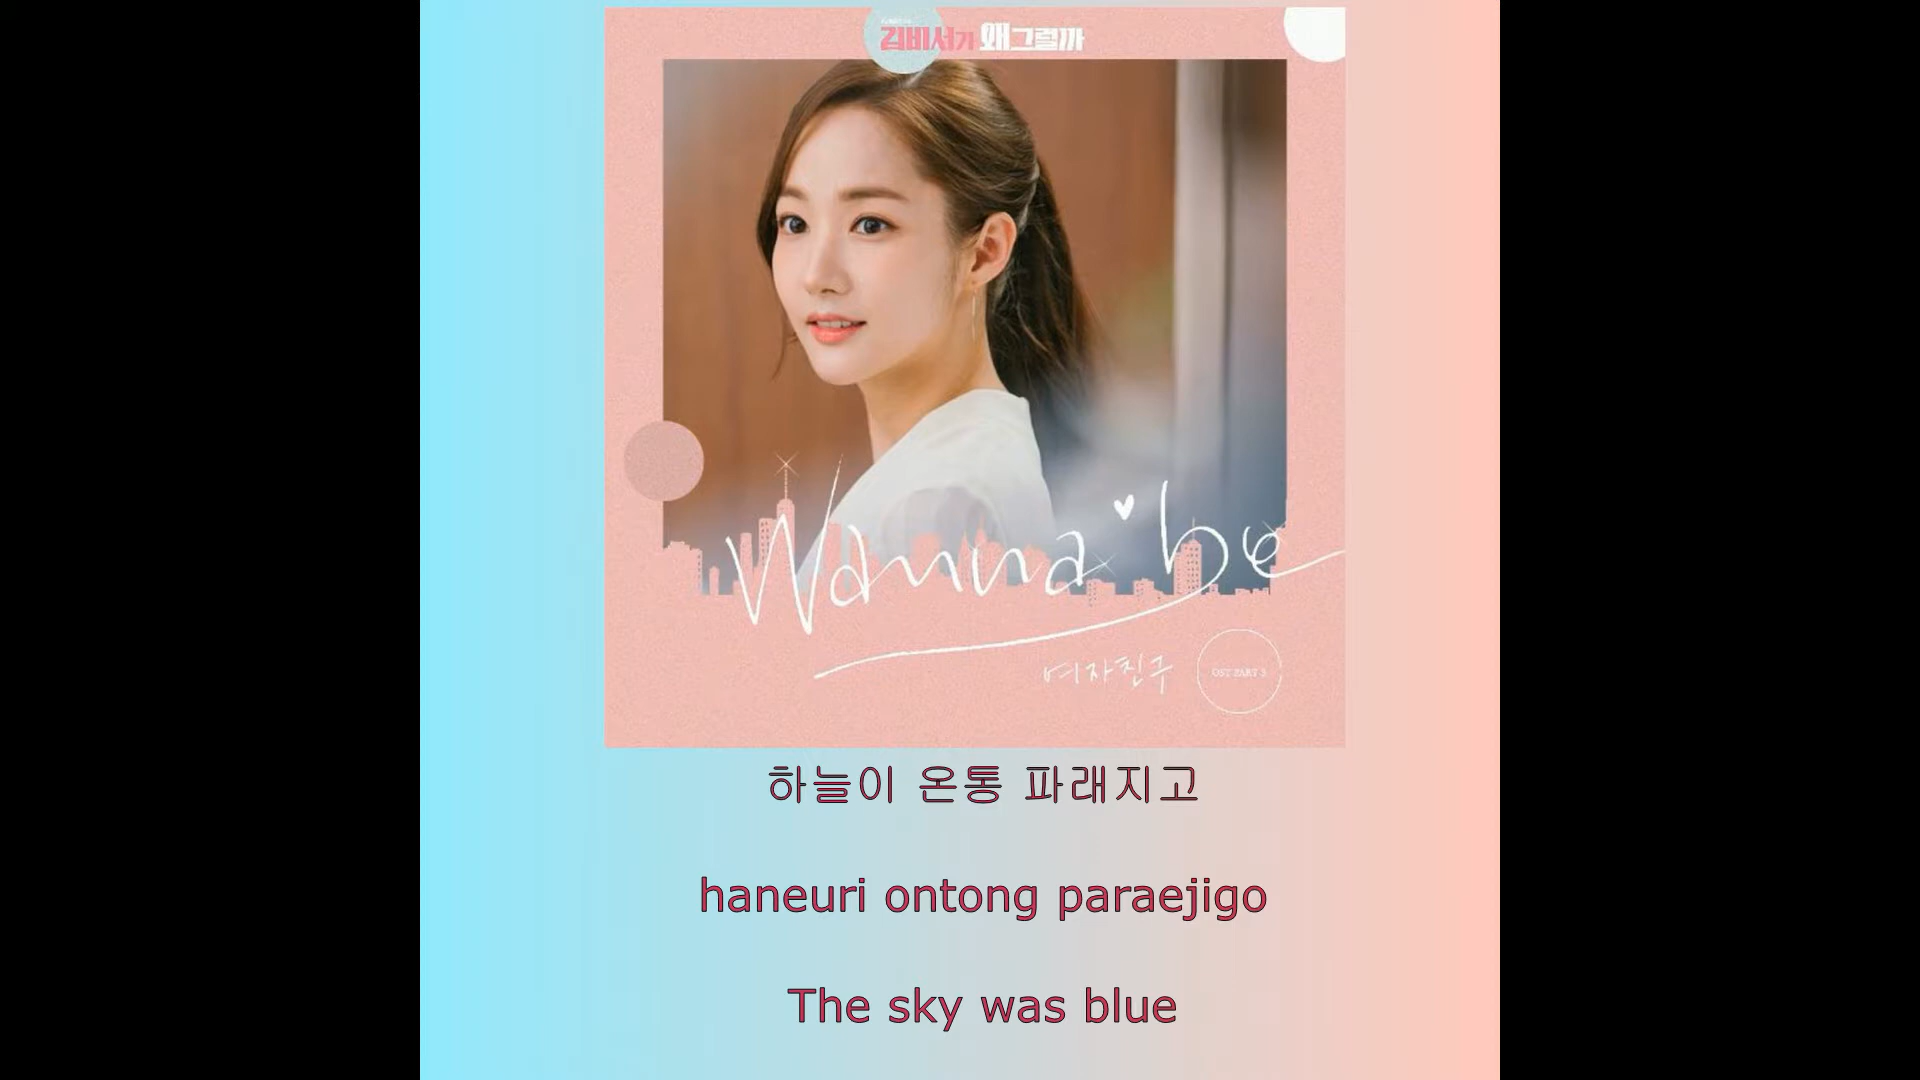 김비서가 왜그럴까
Wanna be
여자친구
OST PART 3
하늘이 온통 파래지고
haneuri ontong paraejigo
The sky was blue